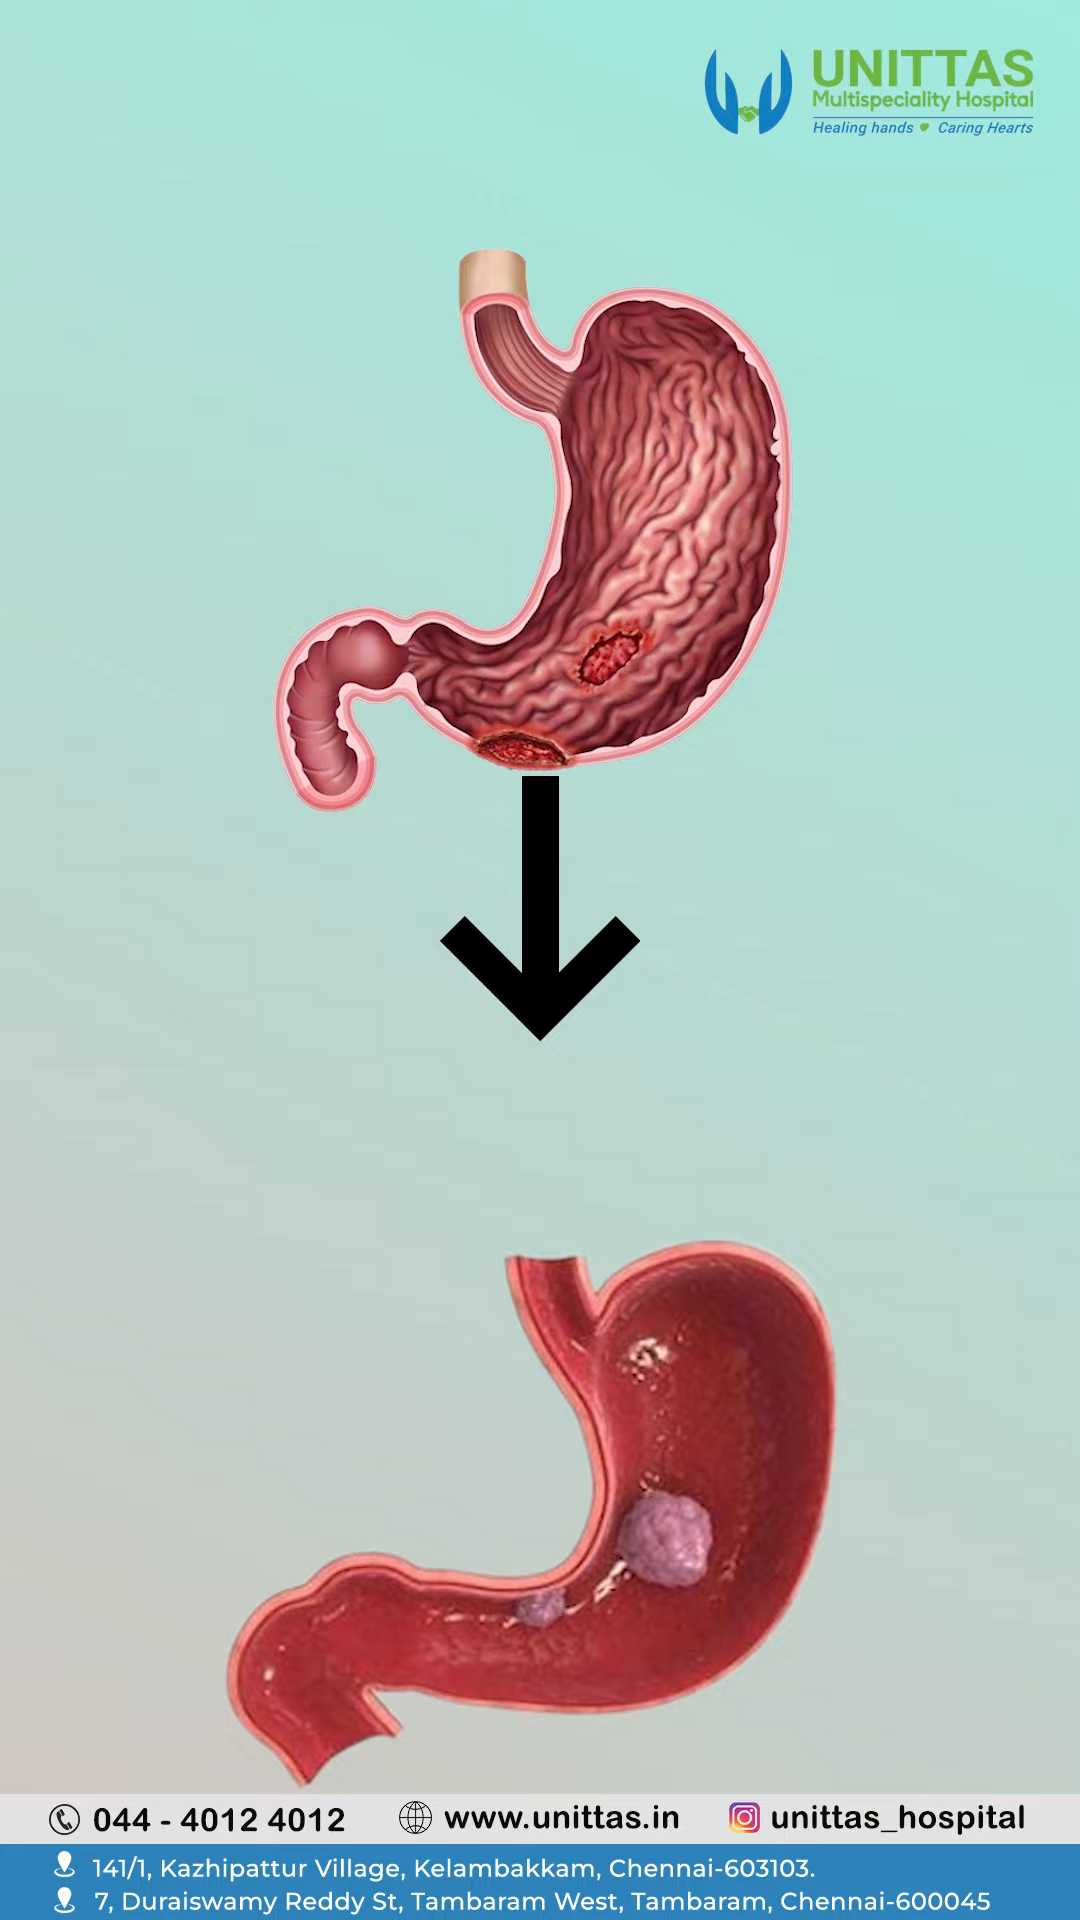 UNITTAS
Multispeciality Hospital
Healing hands Caring Hearts
044 - 4012 4012
www.unittas.in
unittas_hospital
141/1, Kazhipattur Village, Kelambakkam, Chennai-603103.
7, Duraiswamy Reddy St, Tambaram West, Tambaram, Chennai-600045